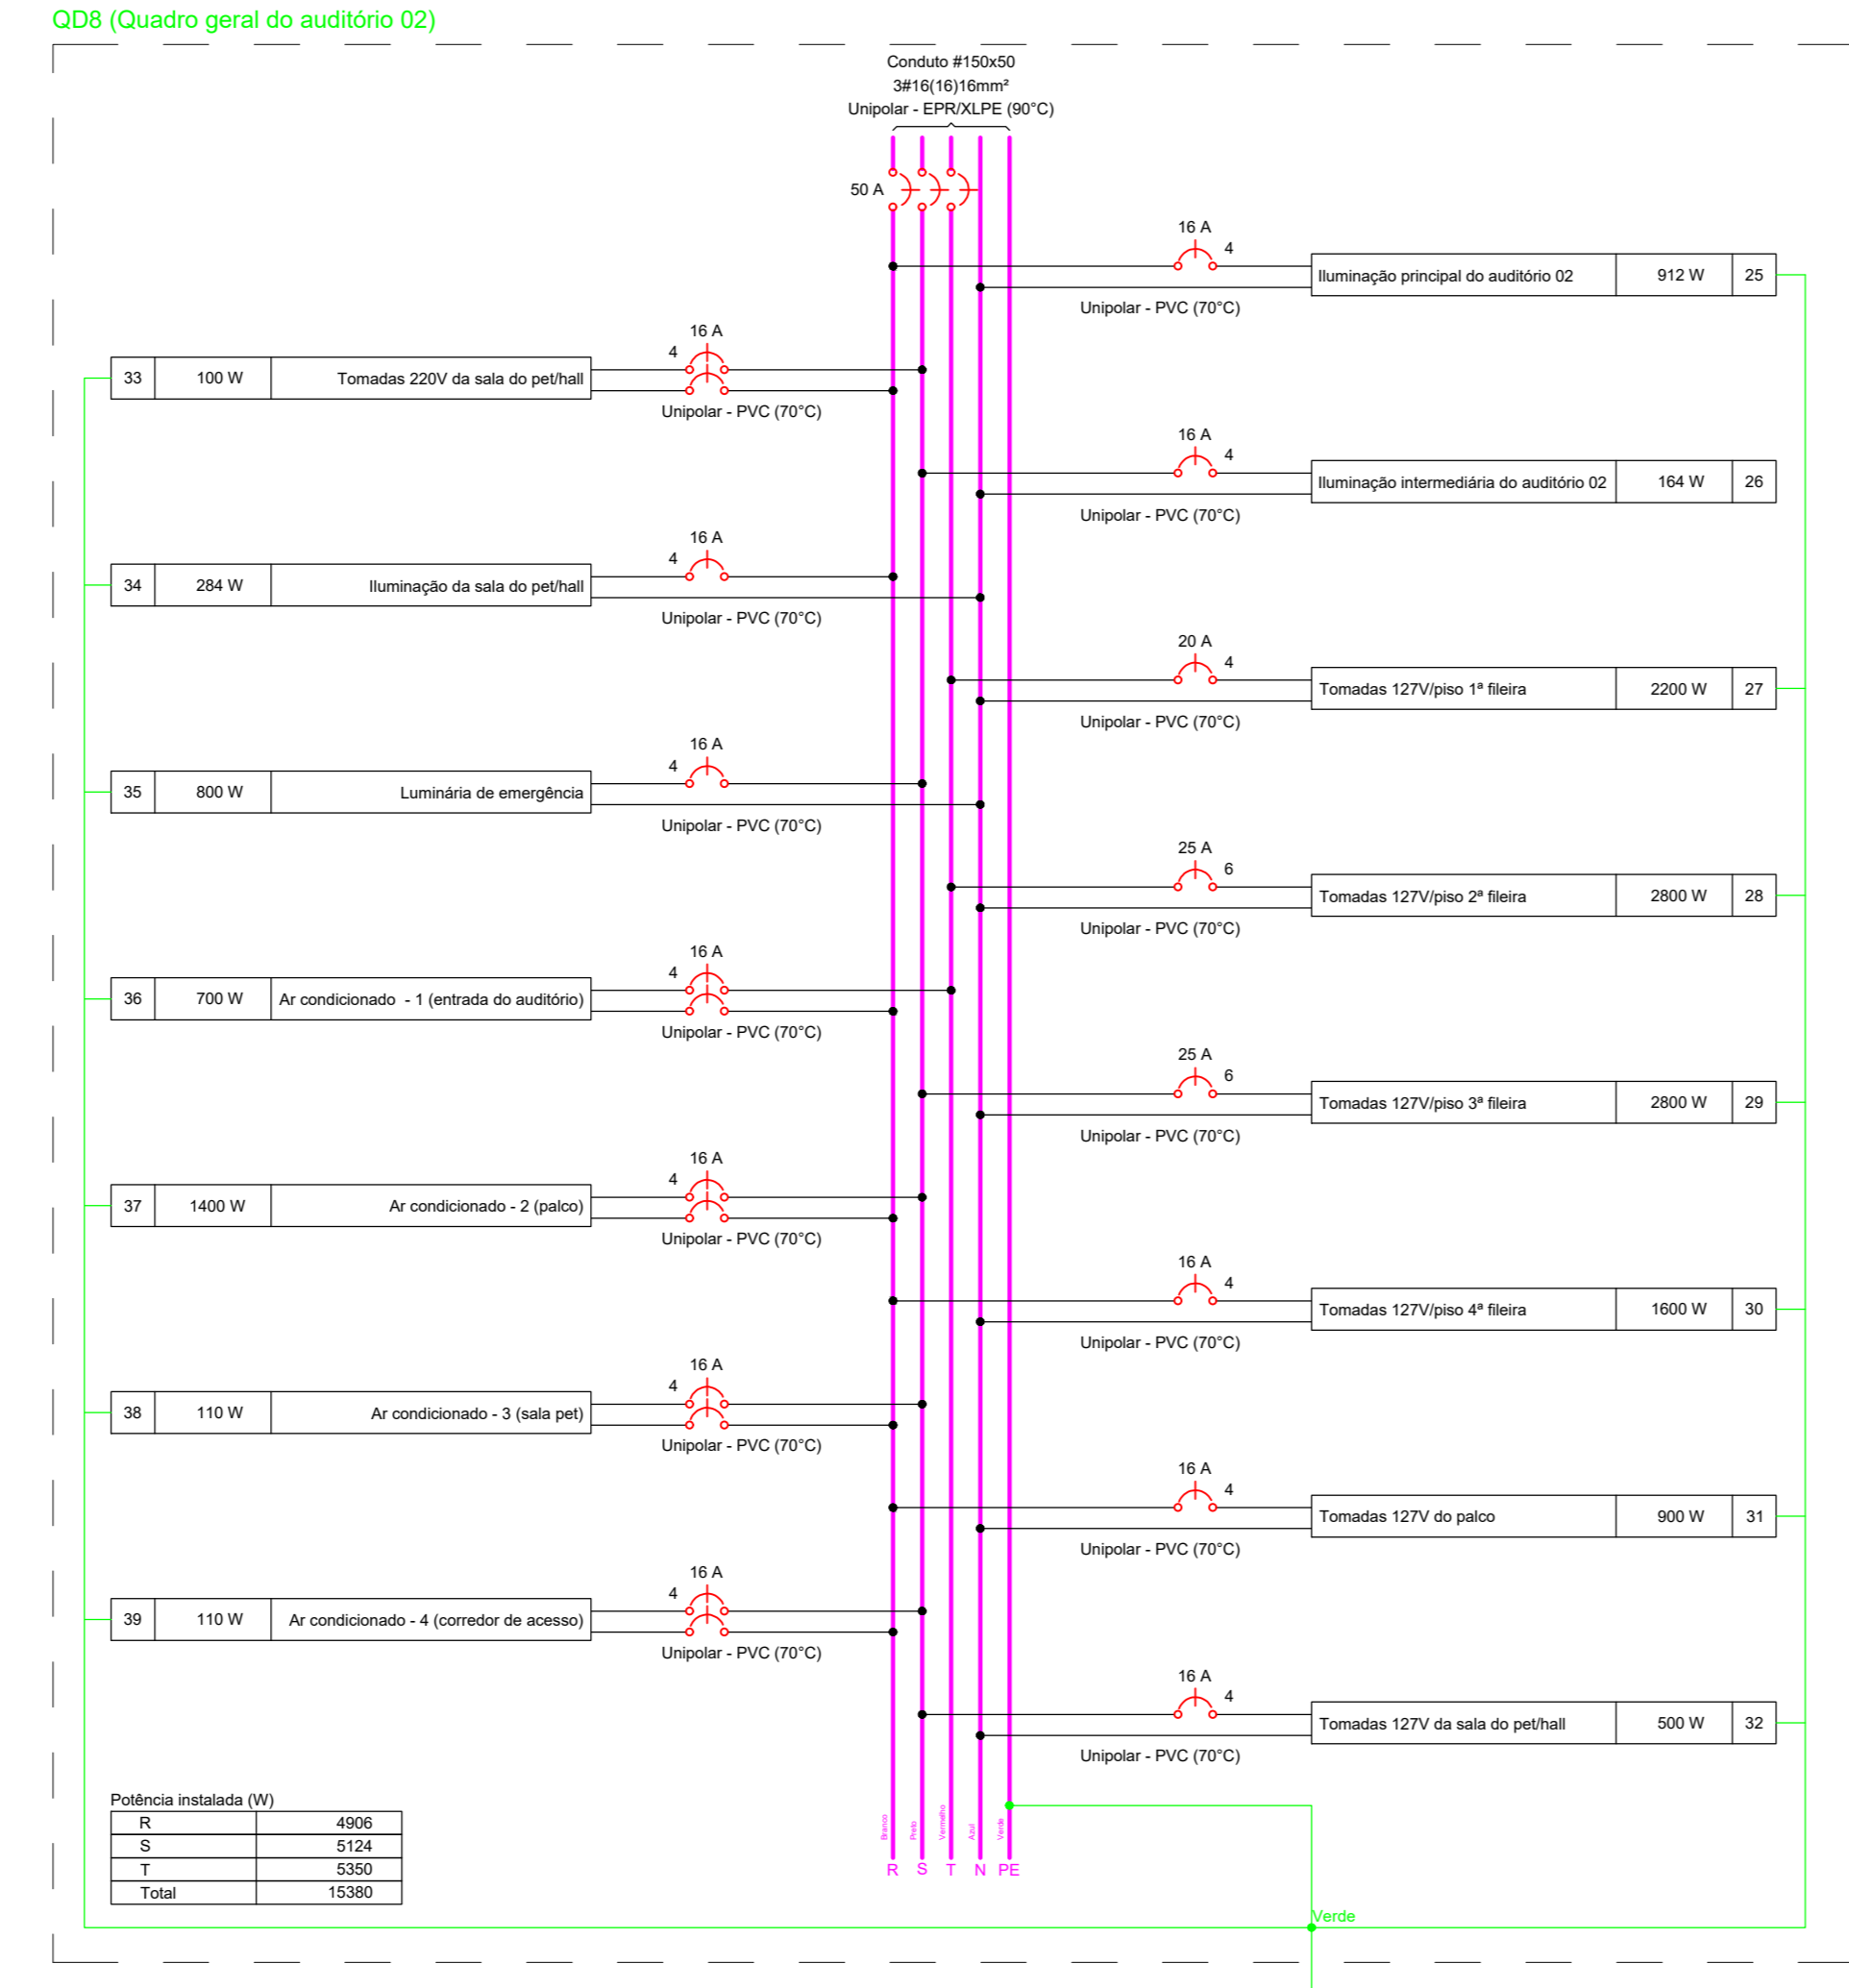 QD8 (Quadro geral do auditório 02)
Conduto #150x50
3#16(16)16mm²
Unipolar - EPR/XLPE (90°C)
50 A
16 A
4
Iluminação principal do auditório 02 912 W 25
Unipolar - PVC (70°C)
16 A
4
33 100 W Tomadas 220V da sala do pet/hall
Unipolar - PVC (70°C)
16 A
4
Iluminação intermediária do auditório 02 164 W 26
Unipolar - PVC (70°C)
16 A
4
34 284 W Iluminação da sala do pet/hall
Unipolar - PVC (70°C)
20 A
4
Tomadas 127V/piso 1ª fileira 2200 W 27
Unipolar - PVC (70°C)
16 A
4
35 800 W Luminária de emergência
Unipolar - PVC (70°C)
25 A
6
Tomadas 127V/piso 2ª fileira 2800 W 28
Unipolar - PVC (70°C)
16 A
4
36 700 W Ar condicionado - 1 (entrada do auditório)
Unipolar - PVC (70°C)
25 A
6
Tomadas 127V/piso 3ª fileira 2800 W 29
Unipolar - PVC (70°C)
16 A
4
37 1400 W Ar condicionado - 2 (palco)
Unipolar - PVC (70°C)
16 A
4
Tomadas 127V/piso 4ª fileira 1600 W 30
Unipolar - PVC (70°C)
16 A
4
38 110 W Ar condicionado - 3 (sala pet)
Unipolar - PVC (70°C)
16 A
4
Tomadas 127V do palco 900 W 31
Unipolar - PVC (70°C)
16 A
4
39 110 W Ar condicionado - 4 (corredor de acesso)
Unipolar - PVC (70°C)
16 A
4
Tomadas 127V da sala do pet/hall 500 W 32
Unipolar - PVC (70°C)
Potência instalada (W)
R 4906
S 5124
T 5350
Total 15380
Branco
Preto
Vermelho
Azul
Verde
R S T N PE
Verde